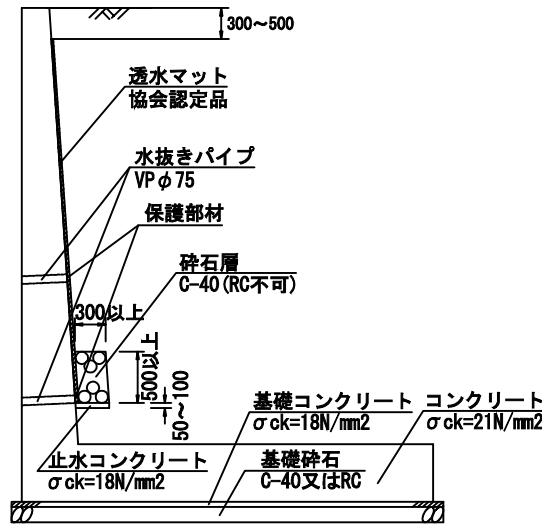 300～500
透水マット
協会認定品
水抜きパイプ
VPφ75
保護部材
砕石層
C-40(RC不可)
300以上
500以上
50～100
基礎コンクリート
σck=18N/mm2
コンクリート
σck=21N/mm2
止水コンクリート
σck=18N/mm2
基礎砕石
C-40又はRC